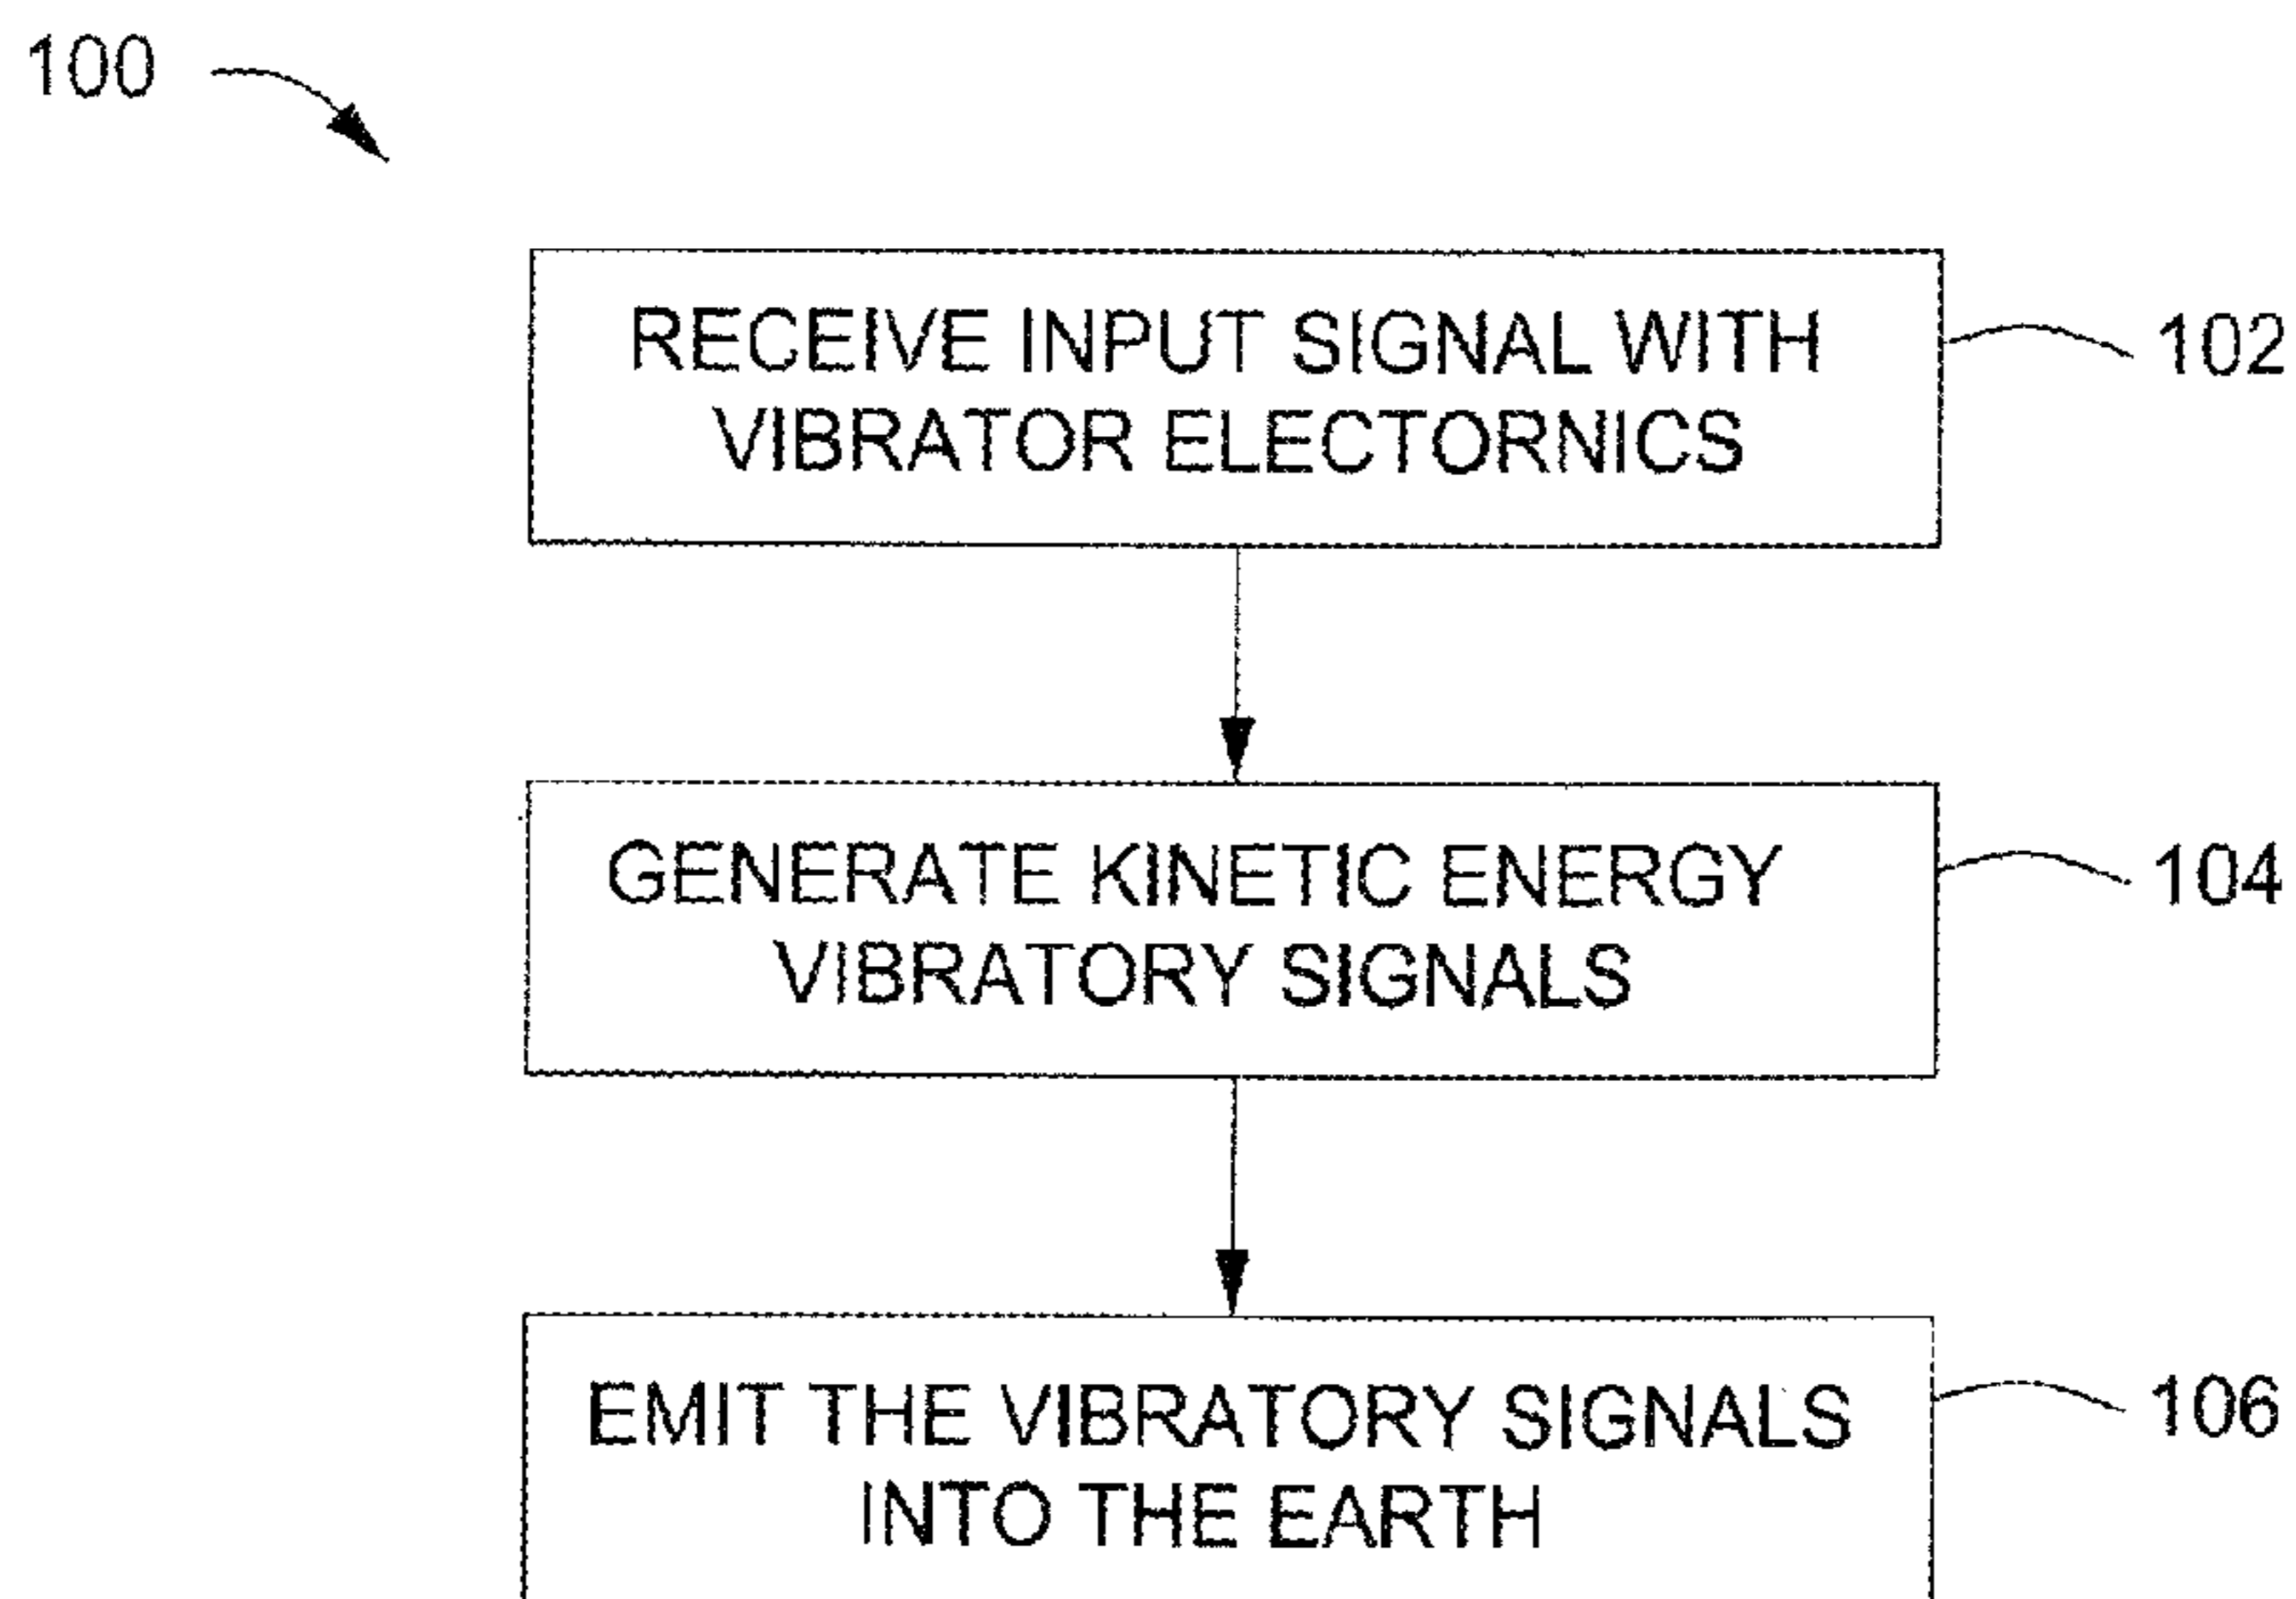 100
RECEIVE INPUT SIGNAL WITH
VIBRATOR ELECTORNICS
102
GENERATE KINETIC ENERGY
VIBRATORY SIGNALS
104
EMIT THE VIBRATORY SIGNALS
INTO THE EARTH
106